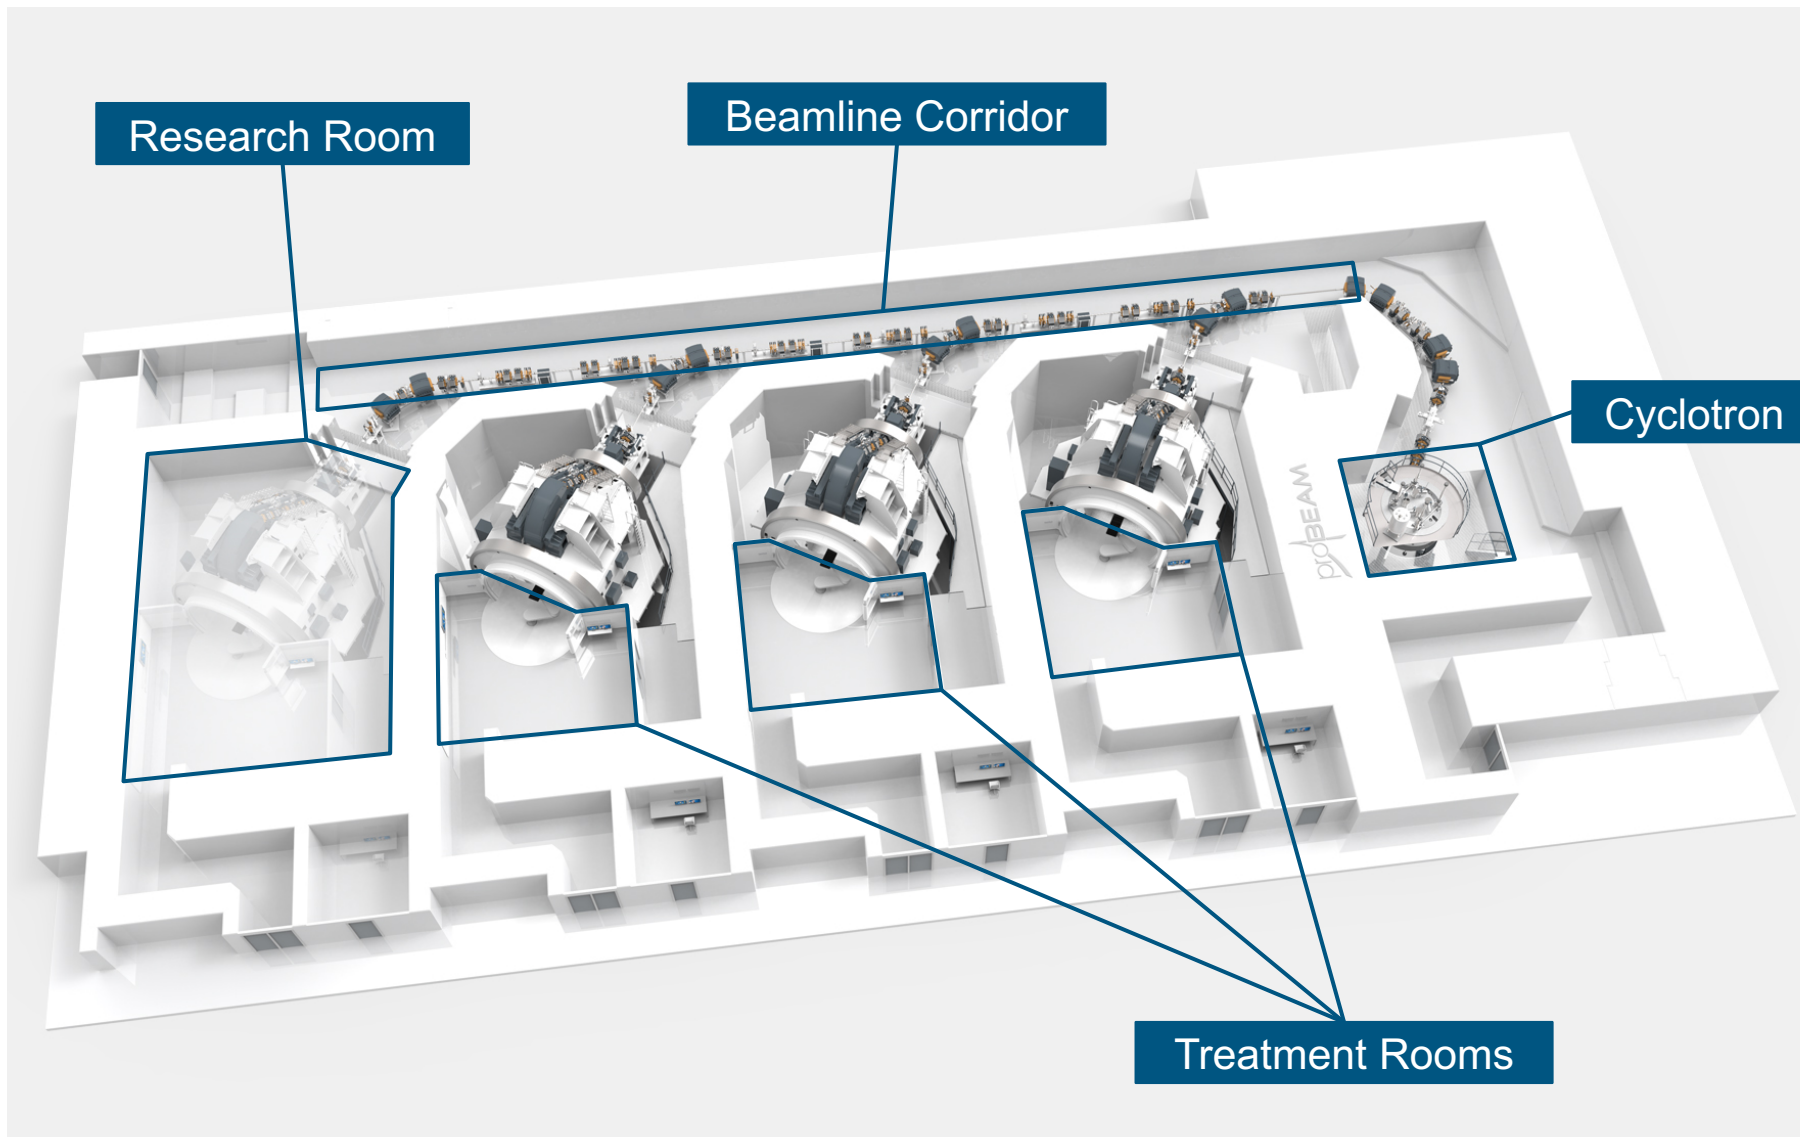 Beamline Corridor
Research Room
Cyclotron
proBEAM
Treatment Rooms